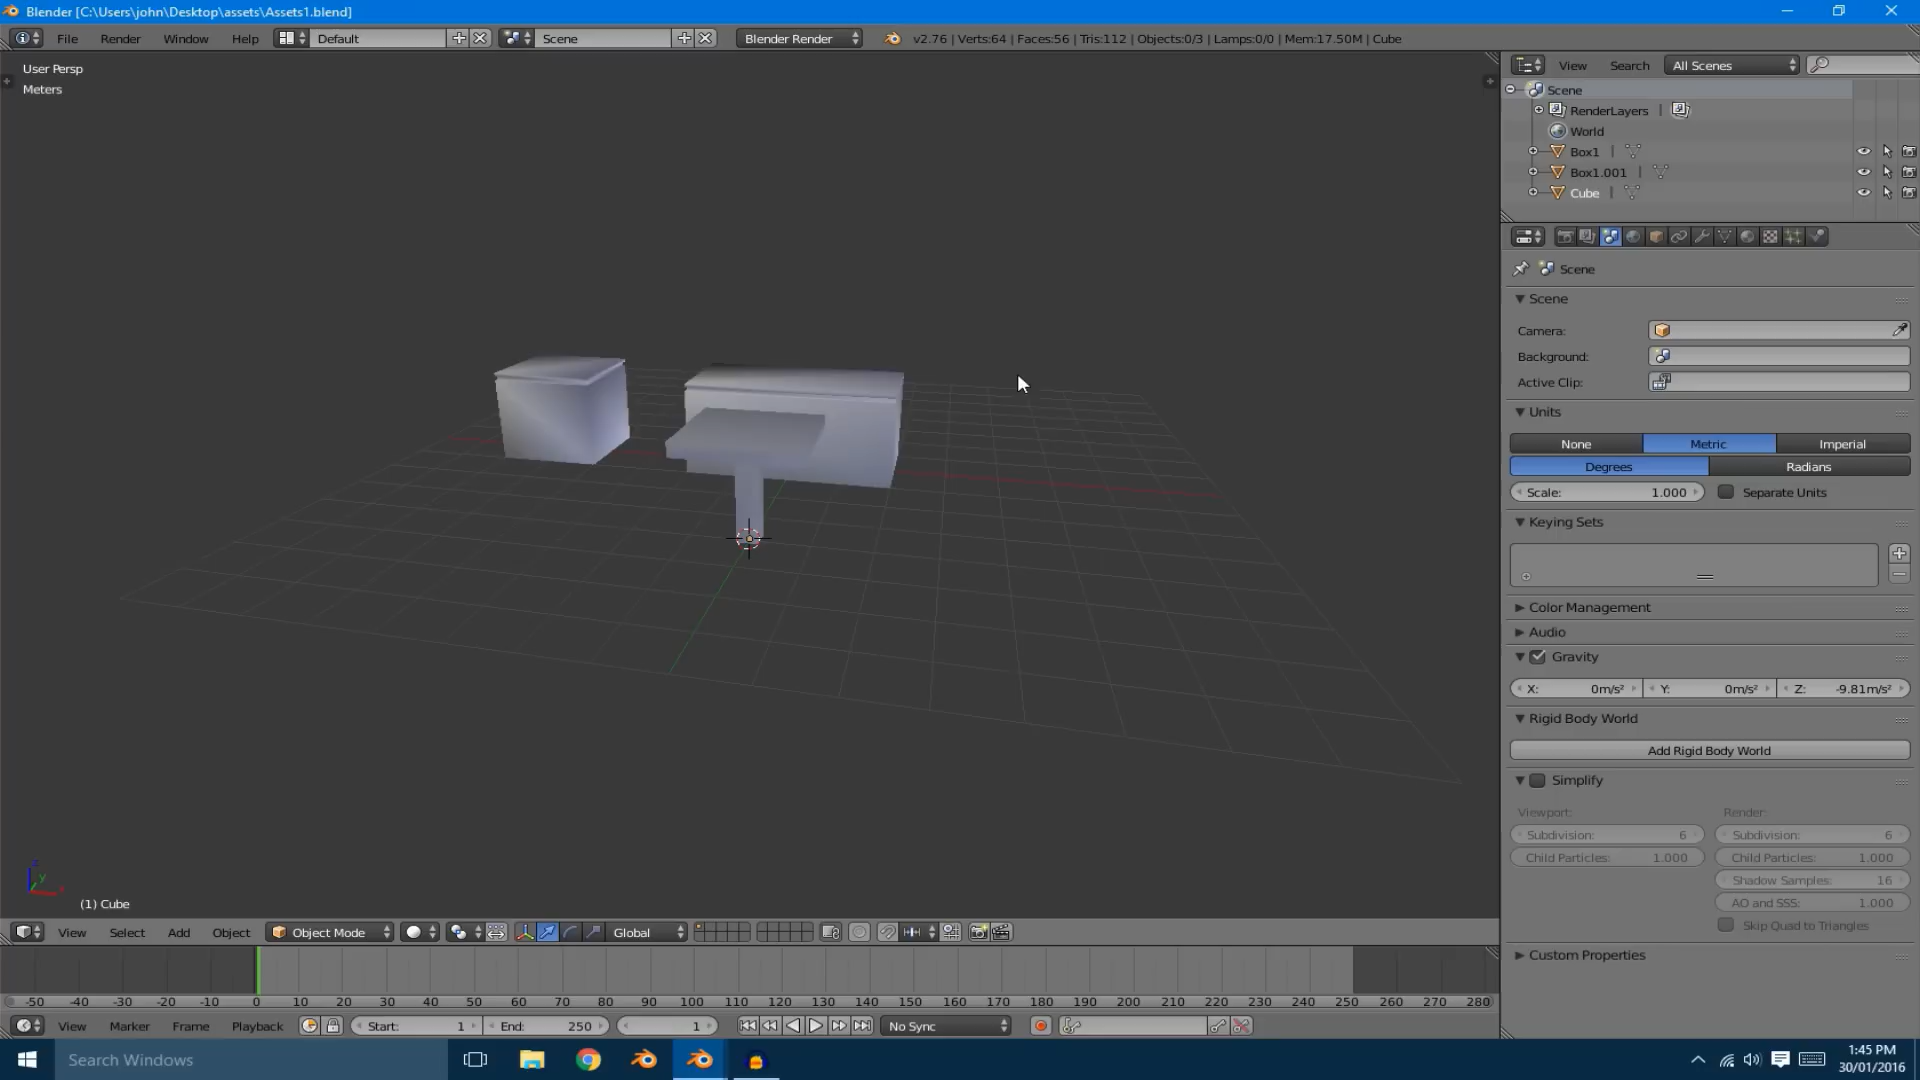 Blender [C:\Users\john\Desktop\assets\Assets1.blend]
File Render Window Help Default Scene Blender Render v2.76 | Verts:64 | Faces:56 | Tris:112 | Objects:0/3 | Lamps:0/0 | Mem:17.50M | Cube
User Persp
Meters
View Search All Scenes
Scene
RenderLayers
World
Box1
Box1.001
Cube
Scene
Scene
Camera:
Background:
Active Clip:
Units
None Metric Imperial
Degrees Radians
Scale: 1.000 Separate Units
Keying Sets
Color Management
Audio
Gravity
X: 0m/s² Y: 0m/s² Z: -9.81m/s²
Rigid Body World
Add Rigid Body World
Simplify
Viewport: Render:
Subdivision: 6 Subdivision: 6
Child Particles: 1.000 Child Particles: 1.000
Shadow Samples: 16
AO and SSS: 1.000
Skip Quad to Triangles
Custom Properties
z
y
x
(1) Cube
View Select Add Object Object Mode Global
-50 -40 -30 -20 -10 0 10 20 30 40 50 60 70 80 90 100 110 120 130 140 150 160 170 180 190 200 210 220 230 240 250 260 270 280
View Marker Frame Playback Start: 1 End: 250 1 No Sync
Search Windows
1:45 PM
30/01/2016